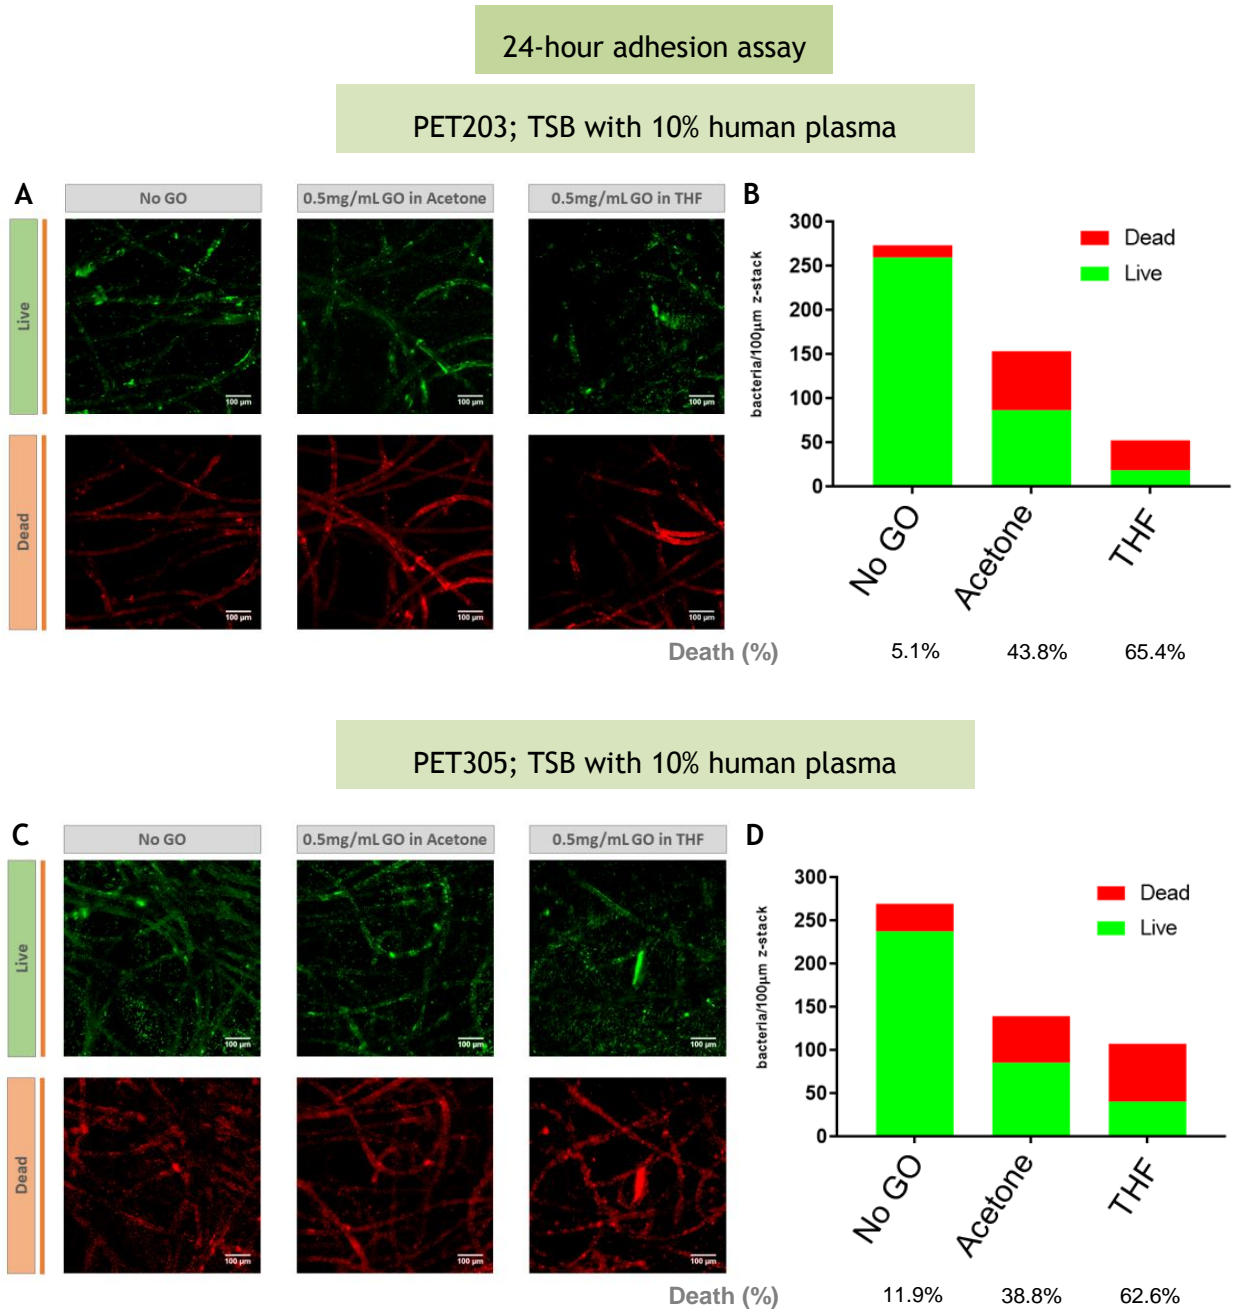 24-hour adhesion assay
PET203; TSB with 10% human plasma
A
No GO
0.5mg/mL GO in Acetone
0.5mg/mL GO in THF
Live
100 µm
100 µm
100 µm
Dead
100 µm
100 µm
100 µm
B
bacteria/100µm z-stack
300
250
200
150
100
50
0
Dead
Live
No GO
Acetone
THF
Death (%)
5.1%
43.8%
65.4%
PET305; TSB with 10% human plasma
C
No GO
0.5mg/mL GO in Acetone
0.5mg/mL GO in THF
Live
100 µm
100 µm
100 µm
Dead
100 µm
100 µm
100 µm
D
bacteria/100µm z-stack
300
250
200
150
100
50
0
Dead
Live
No GO
Acetone
THF
Death (%)
11.9%
38.8%
62.6%